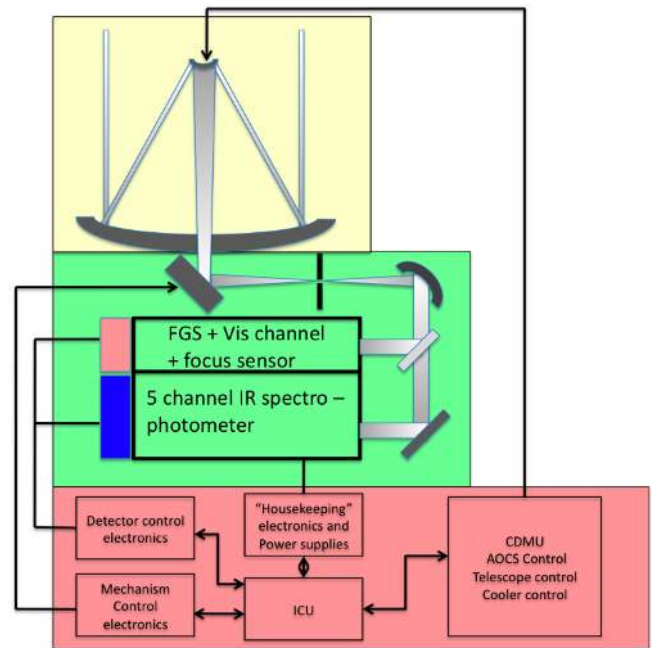 FGS + Vis channel
+ focus sensor
5 channel IR spectro –
photometer
Detector control
electronics
"Housekeeping"
electronics and
Power supplies
CDMU
AOCS Control
Telescope control
Cooler control
Mechanism
Control
electronics
ICU